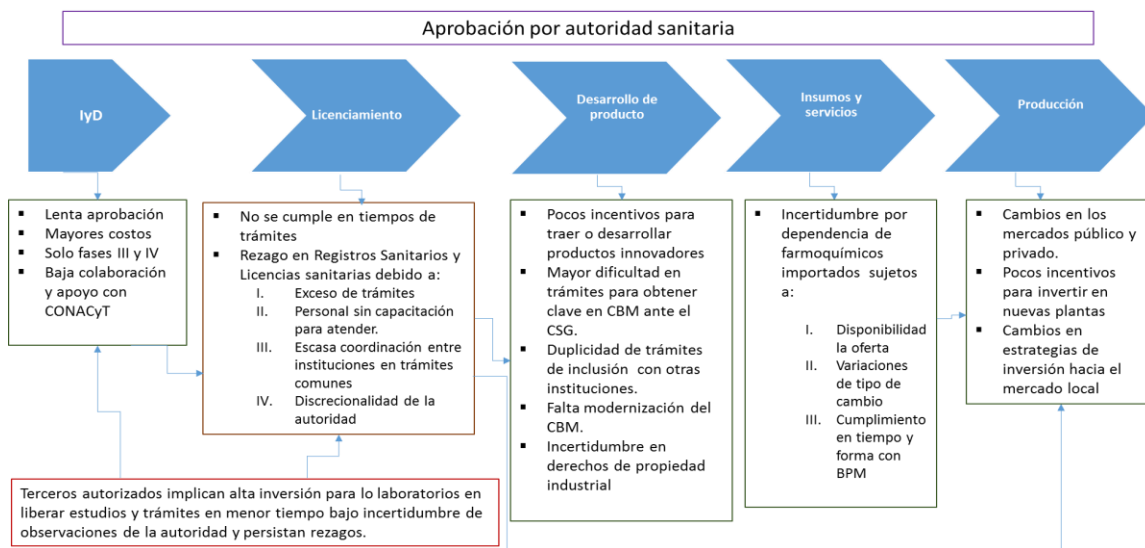 Aprobación por autoridad sanitaria
IyD
Licenciamiento
Desarrollo de
producto
Insumos y
servicios
Producción
▪ Lenta aprobación
▪ Mayores costos
▪ Solo fases III y IV
▪ Baja colaboración
y apoyo con
CONACyT
▪ No se cumple en tiempos de
trámites
▪ Rezago en Registros Sanitarios y
Licencias sanitarias debido a:
I. Exceso de trámites
II. Personal sin capacitación
para atender.
III. Escasa coordinación entre
instituciones en trámites
comunes
IV. Discrecionalidad de la
autoridad
▪ Pocos incentivos para
traer o desarrollar
productos innovadores
▪ Mayor dificultad en
trámites para obtener
clave en CBM ante el
CSG.
▪ Duplicidad de trámites
de inclusión con otras
instituciones.
▪ Falta modernización del
CBM.
▪ Incertidumbre en
derechos de propiedad
industrial
▪ Incertidumbre por
dependencia de
farmoquímicos
importados sujetos
a:
I. Disponibilidad
la oferta
II. Variaciones
de tipo de
cambio
III. Cumplimiento
en tiempo y
forma con
BPM
▪ Cambios en los
mercados público y
privado.
▪ Pocos incentivos
para invertir en
nuevas plantas
▪ Cambios en
estrategias de
inversión hacia el
mercado local
Terceros autorizados implican alta inversión para lo laboratorios en
liberar estudios y trámites en menor tiempo bajo incertidumbre de
observaciones de la autoridad y persistan rezagos.